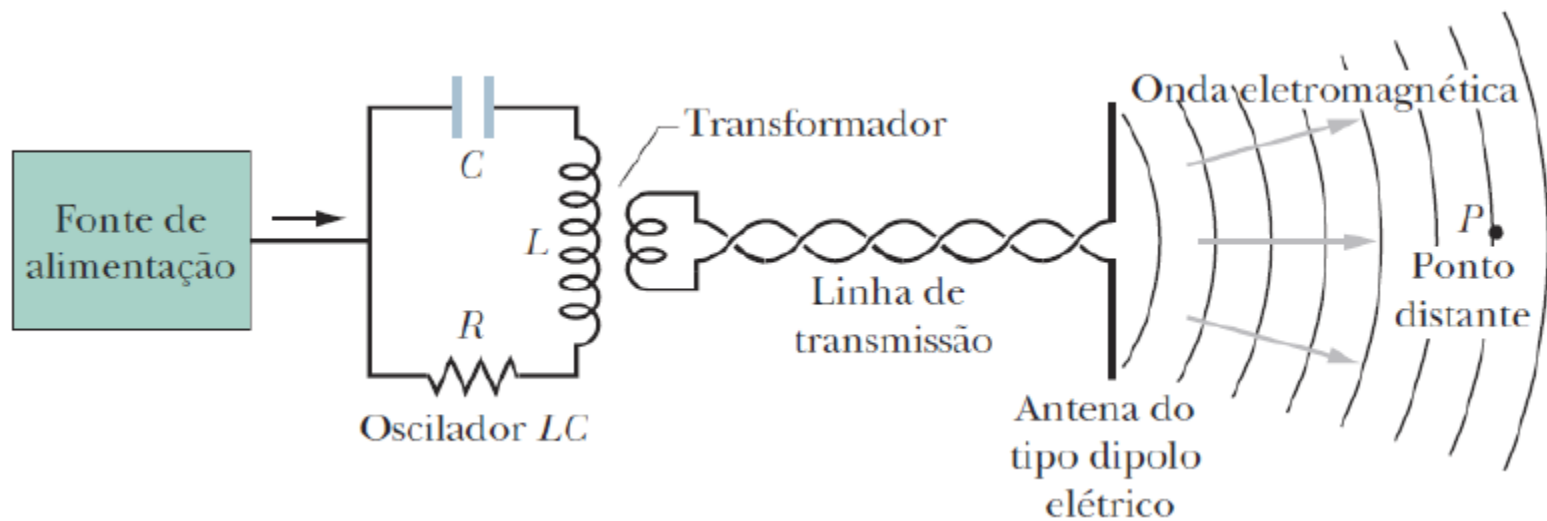 Fonte de
alimentação
C
L
R
Oscilador LC
Transformador
Linha de
transmissão
Antena do
tipo dipolo
elétrico
Onda eletromagnética
P
Ponto
distante